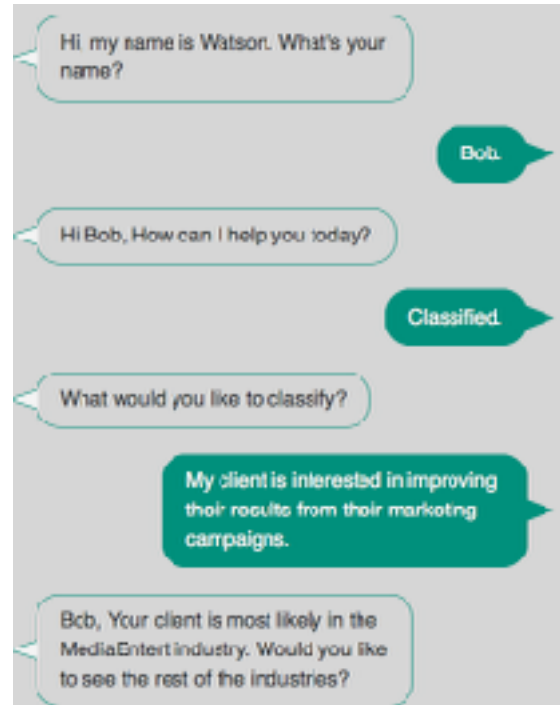 Hi, my name is Watson. What's your
name?
Bob.
Hi Bob, How can I help you today?
Classified.
What would you like to classify?
My client is interested in improving
their results from their marketing
campaigns.
Bob, Your client is most likely in the
MediaEntert industry. Would you like
to see the rest of the industries?